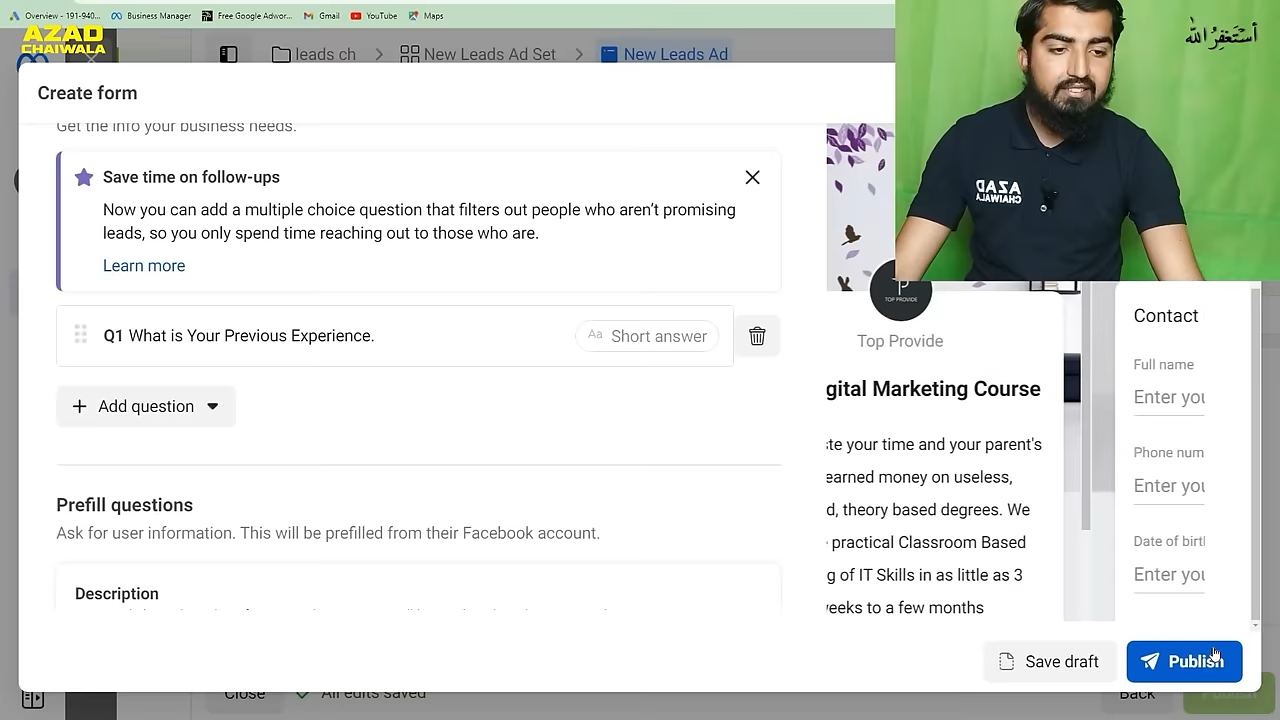 Overview - 191-940...
Business Manager
Free Google Adwor...
Gmail
YouTube
Maps
AZAD
CHAIWALA
leads ch
New Leads Ad Set
New Leads Ad
أستغفر الله
Create form
Get the info your business needs.
Save time on follow-ups
Now you can add a multiple choice question that filters out people who aren't promising
leads, so you only spend time reaching out to those who are.
Learn more
Q1 What is Your Previous Experience.
Aa Short answer
Add question
Prefill questions
Ask for user information. This will be prefilled from their Facebook account.
Description
AZAD
CHAIWALA
TOP PROVIDE
Top Provide
gital Marketing Course
ste your time and your parent's
earned money on useless,
d, theory based degrees. We
practical Classroom Based
g of IT Skills in as little as 3
weeks to a few months
Contact
Full name
Enter you
Phone num
Enter you
Date of birth
Enter you
Save draft
Publish
Close
All edits saved
Back